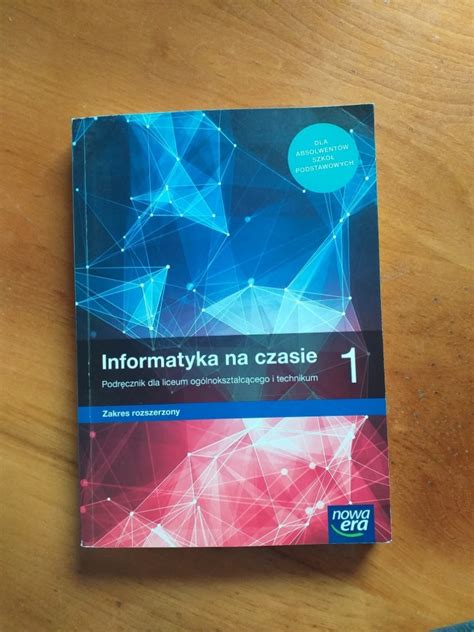 DLA
ABSOLWENTÓW
SZKÓŁ
PODSTAWOWYCH
Informatyka na czasie 1
Podręcznik dla liceum ogólnokształcącego i technikum
Zakres rozszerzony
nowa
era